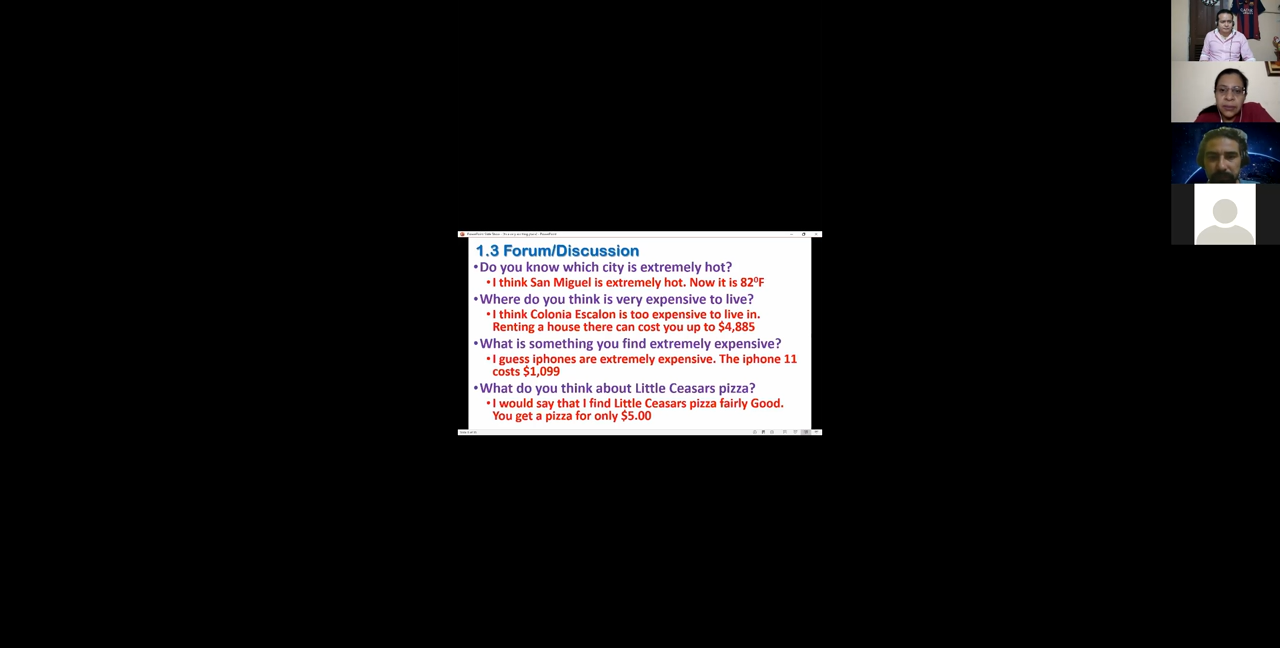 1.3 Forum/Discussion
•Do you know which city is extremely hot?
•I think San Miguel is extremely hot. Now it is 82⁰F
•Where do you think is very expensive to live?
•I think Colonia Escalon is too expensive to live in.
Renting a house there can cost you up to $4,885
•What is something you find extremely expensive?
•I guess iphones are extremely expensive. The iphone 11
costs $1,099
•What do you think about Little Ceasars pizza?
•I would say that I find Little Ceasars pizza fairly Good.
You get a pizza for only $5.00